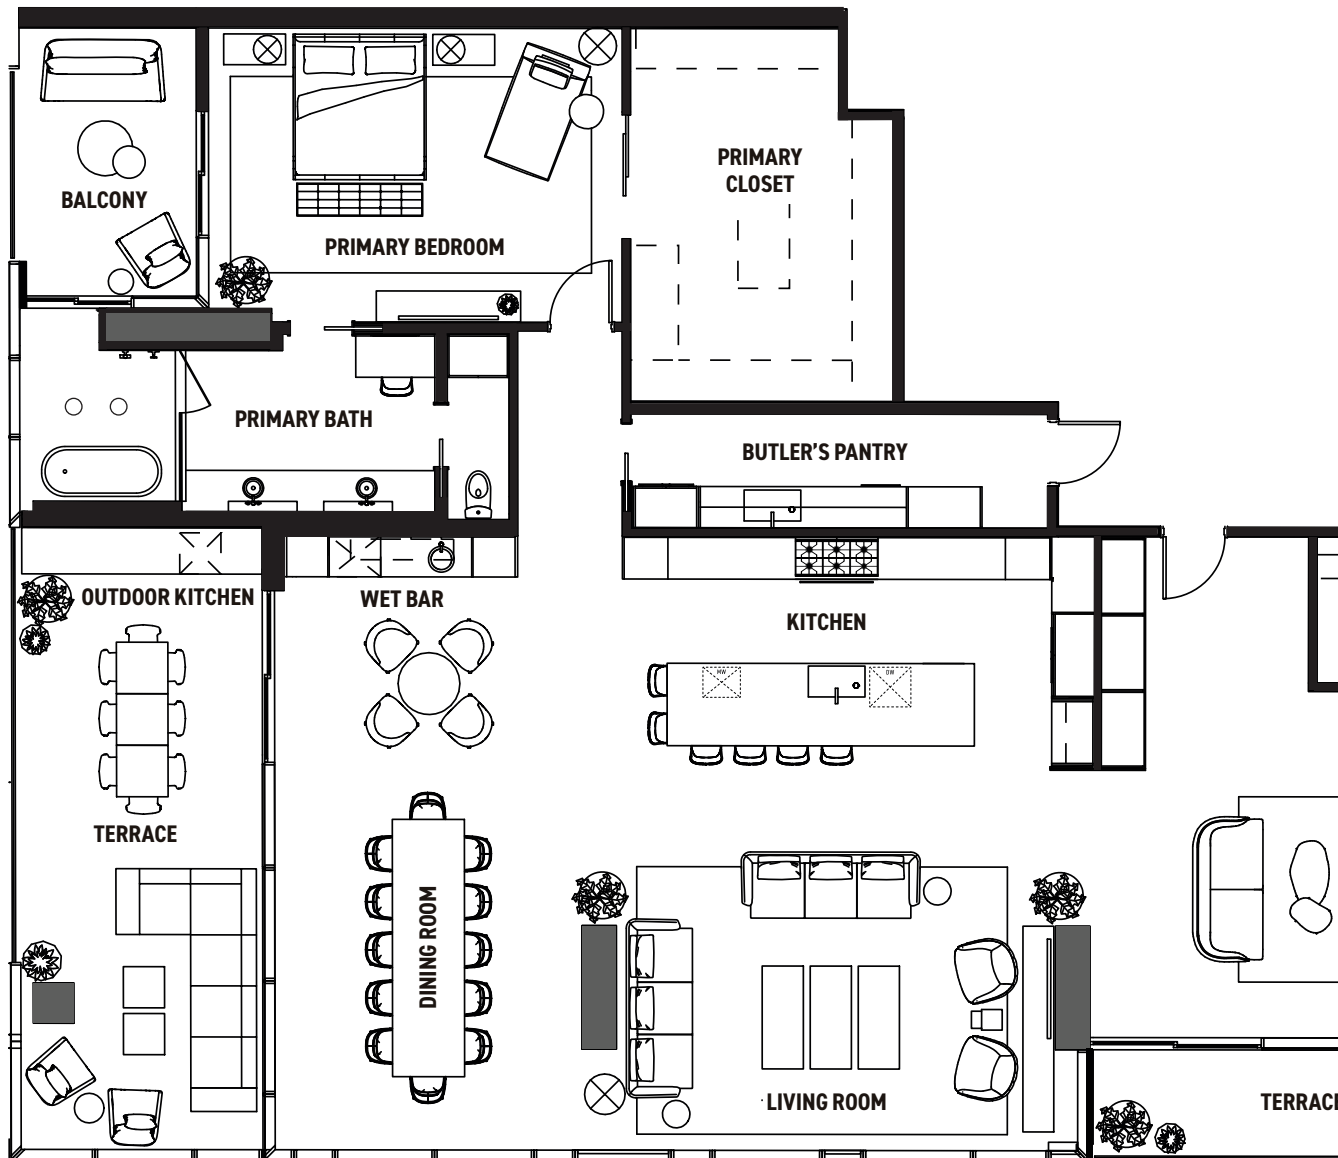 PRIMARY
CLOSET
BALCONY
PRIMARY BEDROOM
PRIMARY BATH
BUTLER'S PANTRY
OUTDOOR KITCHEN
WET BAR
KITCHEN
MW
DW
TERRACE
DINING ROOM
LIVING ROOM
TERRACE